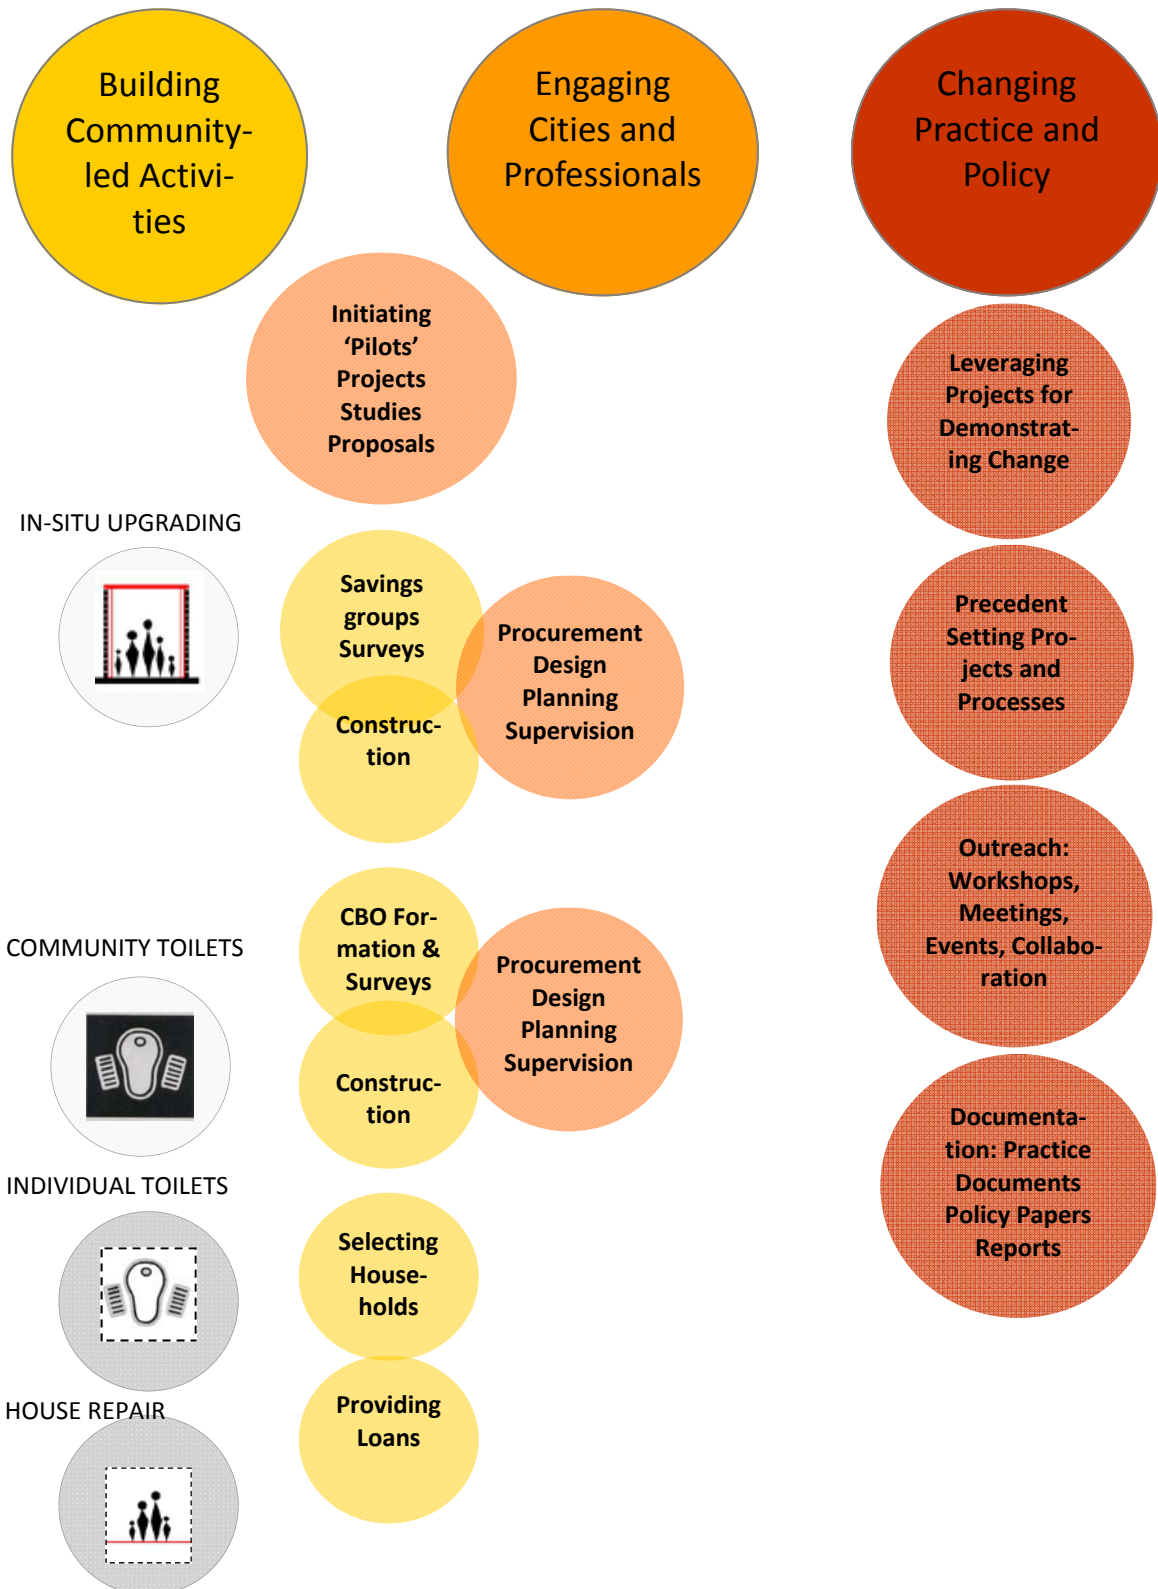 Building
Community-
led Activi-
ties
Engaging
Cities and
Professionals
Changing
Practice and
Policy
Initiating
‘Pilots’
Projects
Studies
Proposals
Leveraging
Projects for
Demonstrat-
ing Change
IN-SITU UPGRADING
Savings
groups
Surveys
Construc-
tion
Procurement
Design
Planning
Supervision
Precedent
Setting Pro-
jects and
Processes
Outreach:
Workshops,
Meetings,
Events, Collabo-
ration
COMMUNITY TOILETS
CBO For-
mation &
Surveys
Construc-
tion
Procurement
Design
Planning
Supervision
Documenta-
tion: Practice
Documents
Policy Papers
Reports
INDIVIDUAL TOILETS
Selecting
House-
holds
HOUSE REPAIR
Providing
Loans